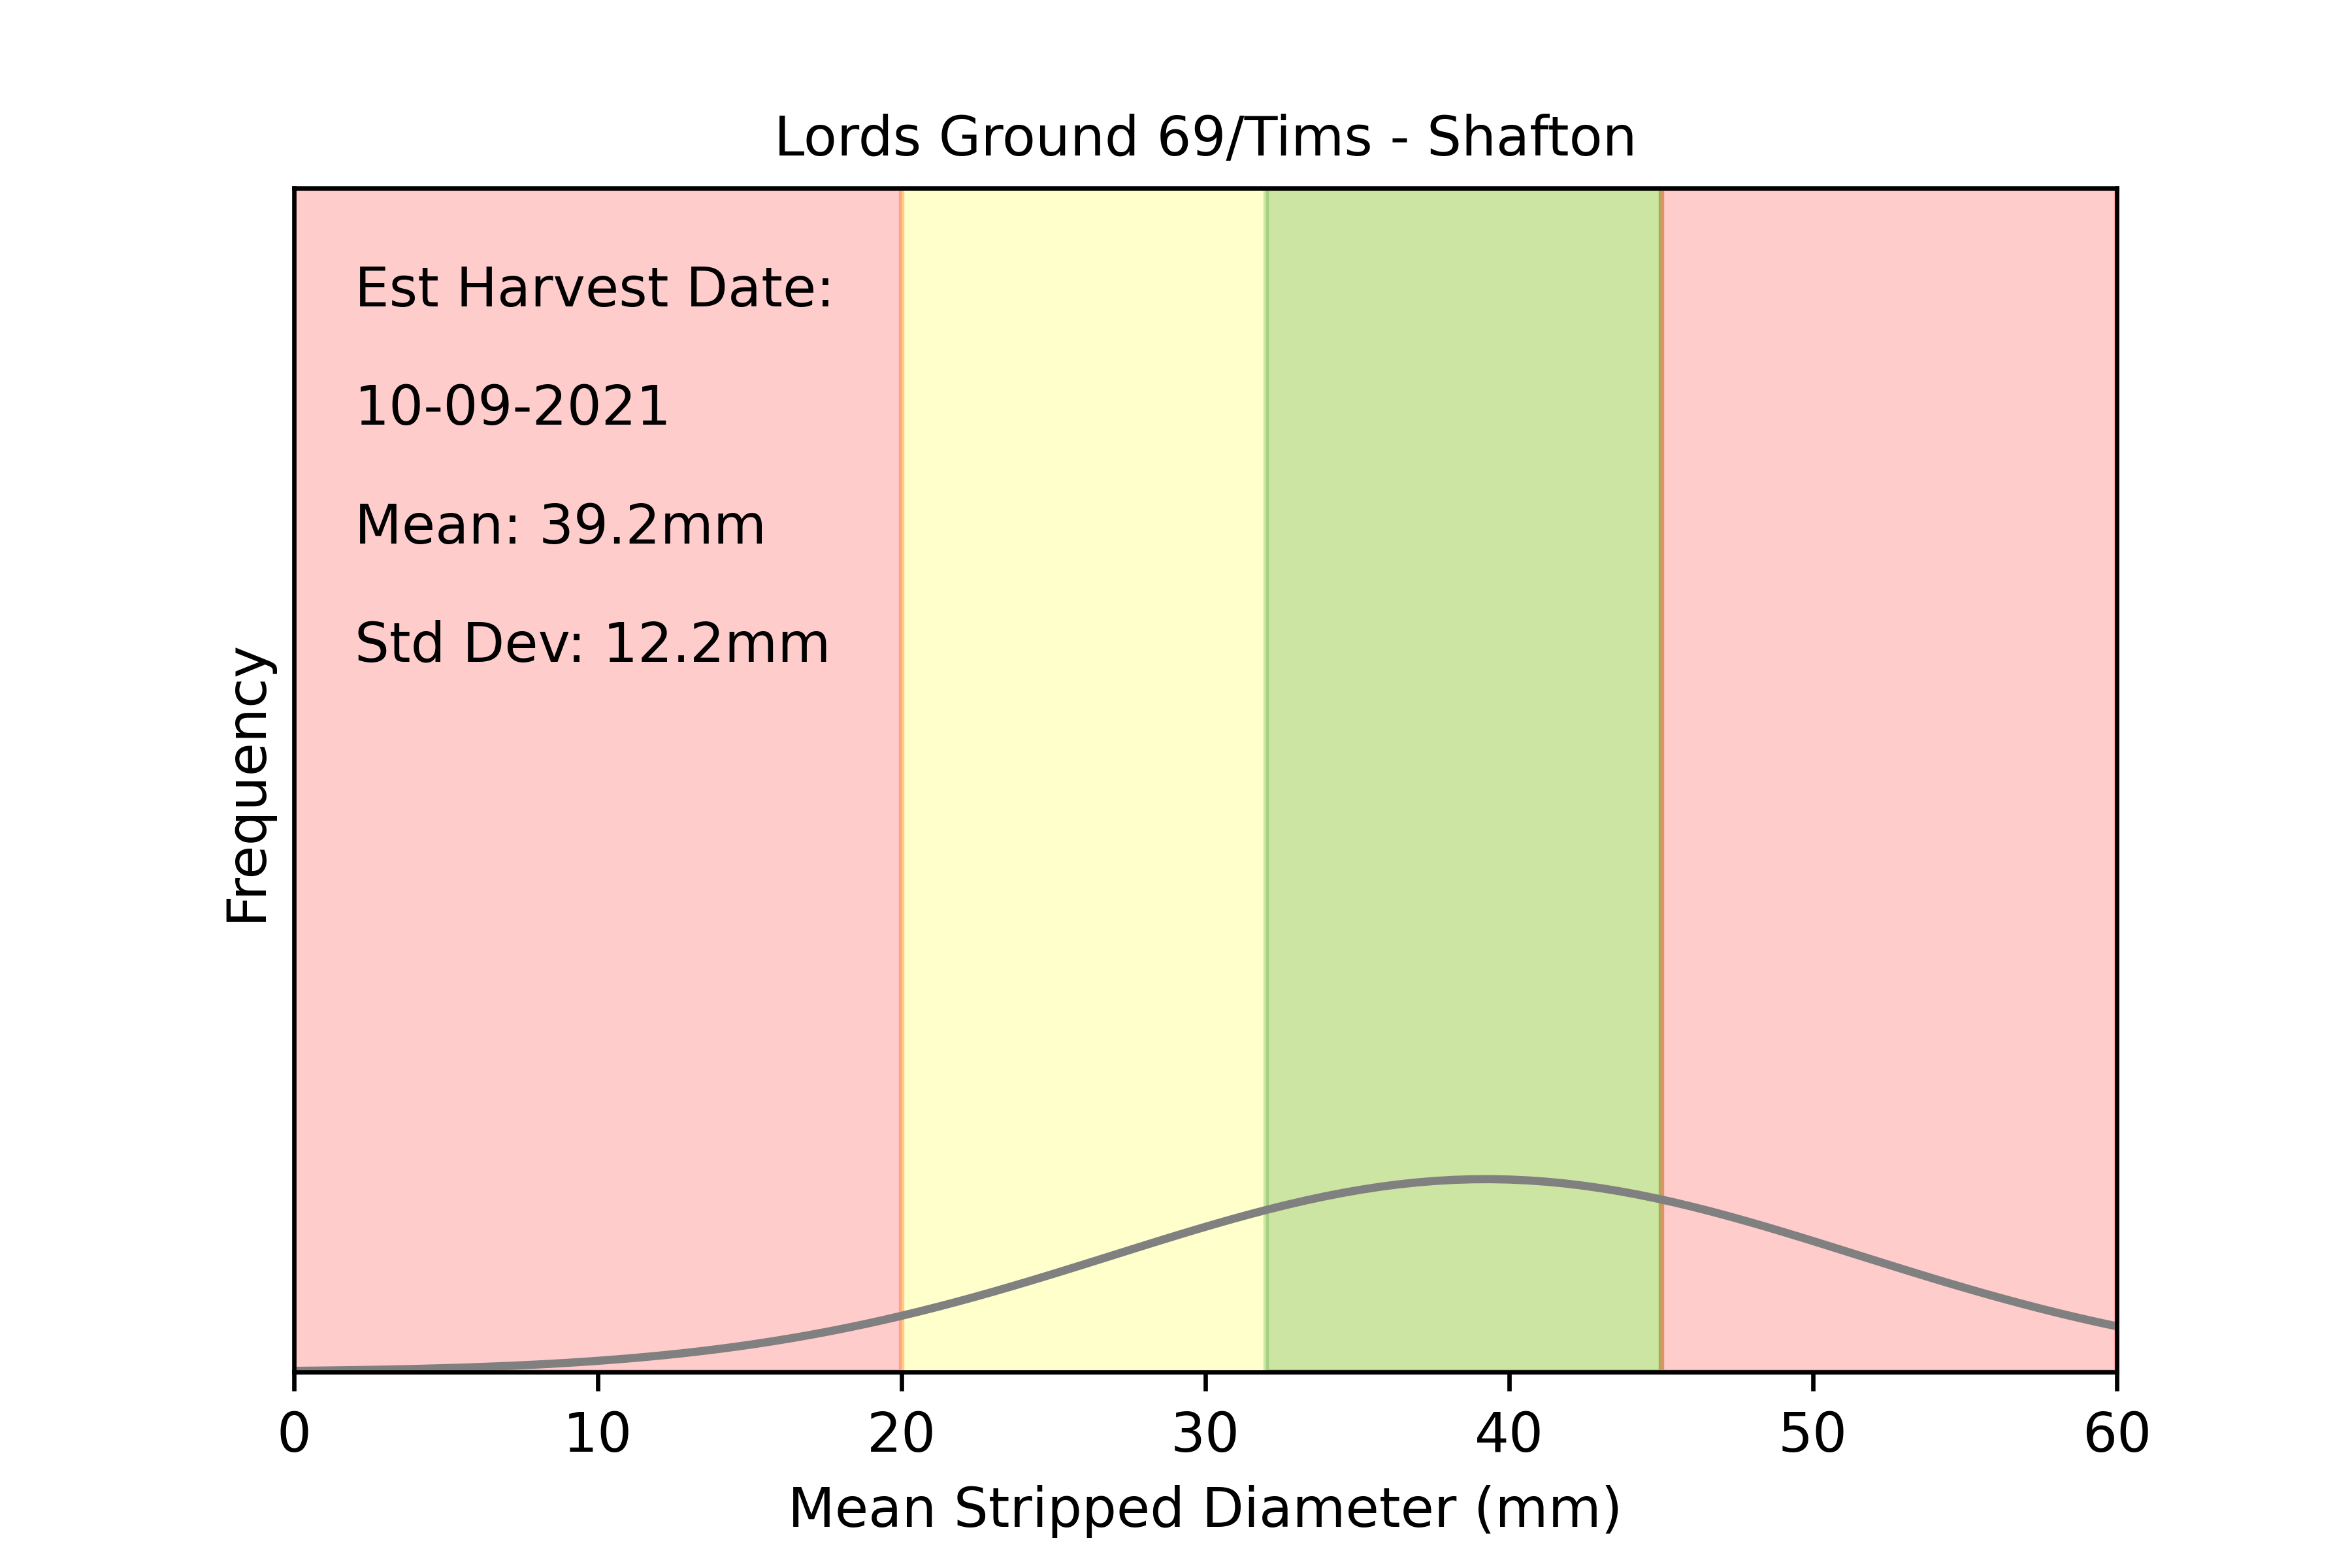 Lords Ground 69/Tims - Shafton
Est Harvest Date:
10-09-2021
Mean: 39.2mm
Std Dev: 12.2mm
Frequency
0 10 20 30 40 50 60
Mean Stripped Diameter (mm)